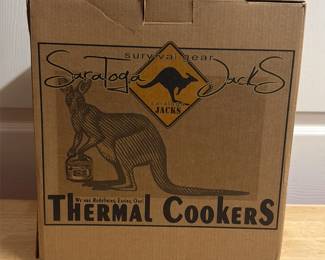 survival gear
SaraToga JackS
saratoga
JACKS
We are Redefining Eating Out!
THERMAL COOKERS